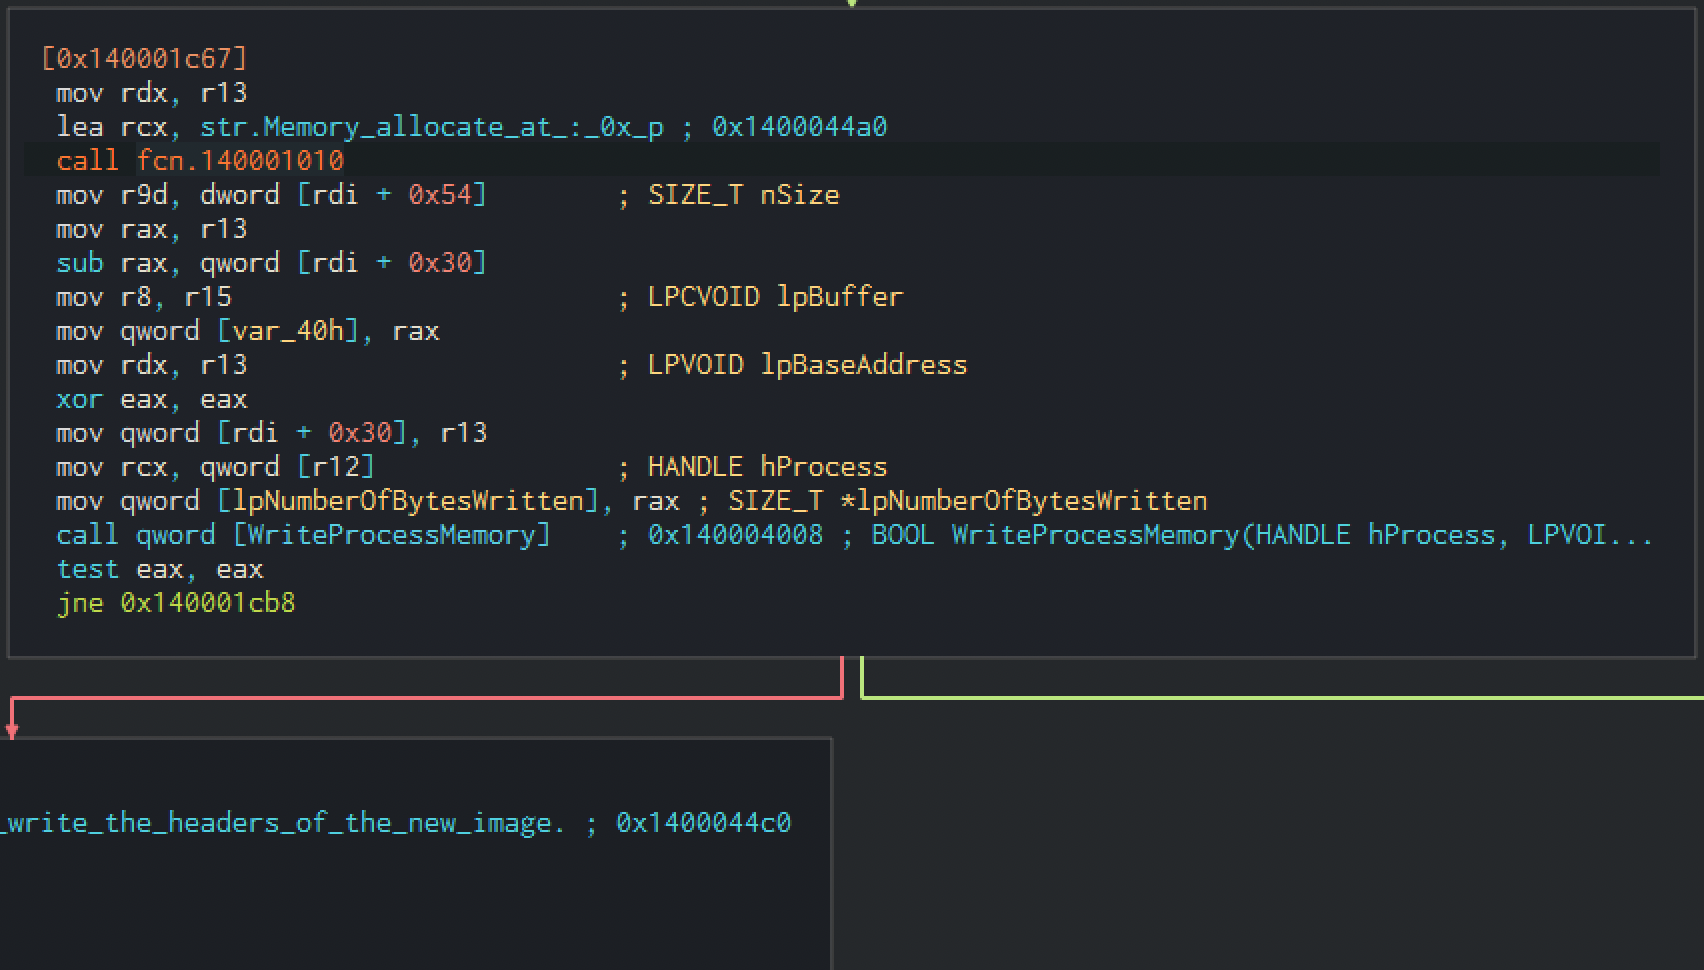 [0x140001c67]
mov rdx, r13
lea rcx, str.Memory_allocate_at_:_0x_p ; 0x1400044a0
call fcn.140001010
mov r9d, dword [rdi + 0x54] ; SIZE_T nSize
mov rax, r13
sub rax, qword [rdi + 0x30]
mov r8, r15 ; LPCVOID lpBuffer
mov qword [var_40h], rax
mov rdx, r13 ; LPVOID lpBaseAddress
xor eax, eax
mov qword [rdi + 0x30], r13
mov rcx, qword [r12] ; HANDLE hProcess
mov qword [lpNumberOfBytesWritten], rax ; SIZE_T *lpNumberOfBytesWritten
call qword [WriteProcessMemory] ; 0x140004008 ; BOOL WriteProcessMemory(HANDLE hProcess, LPVOI...
test eax, eax
jne 0x140001cb8
_write_the_headers_of_the_new_image. ; 0x1400044c0